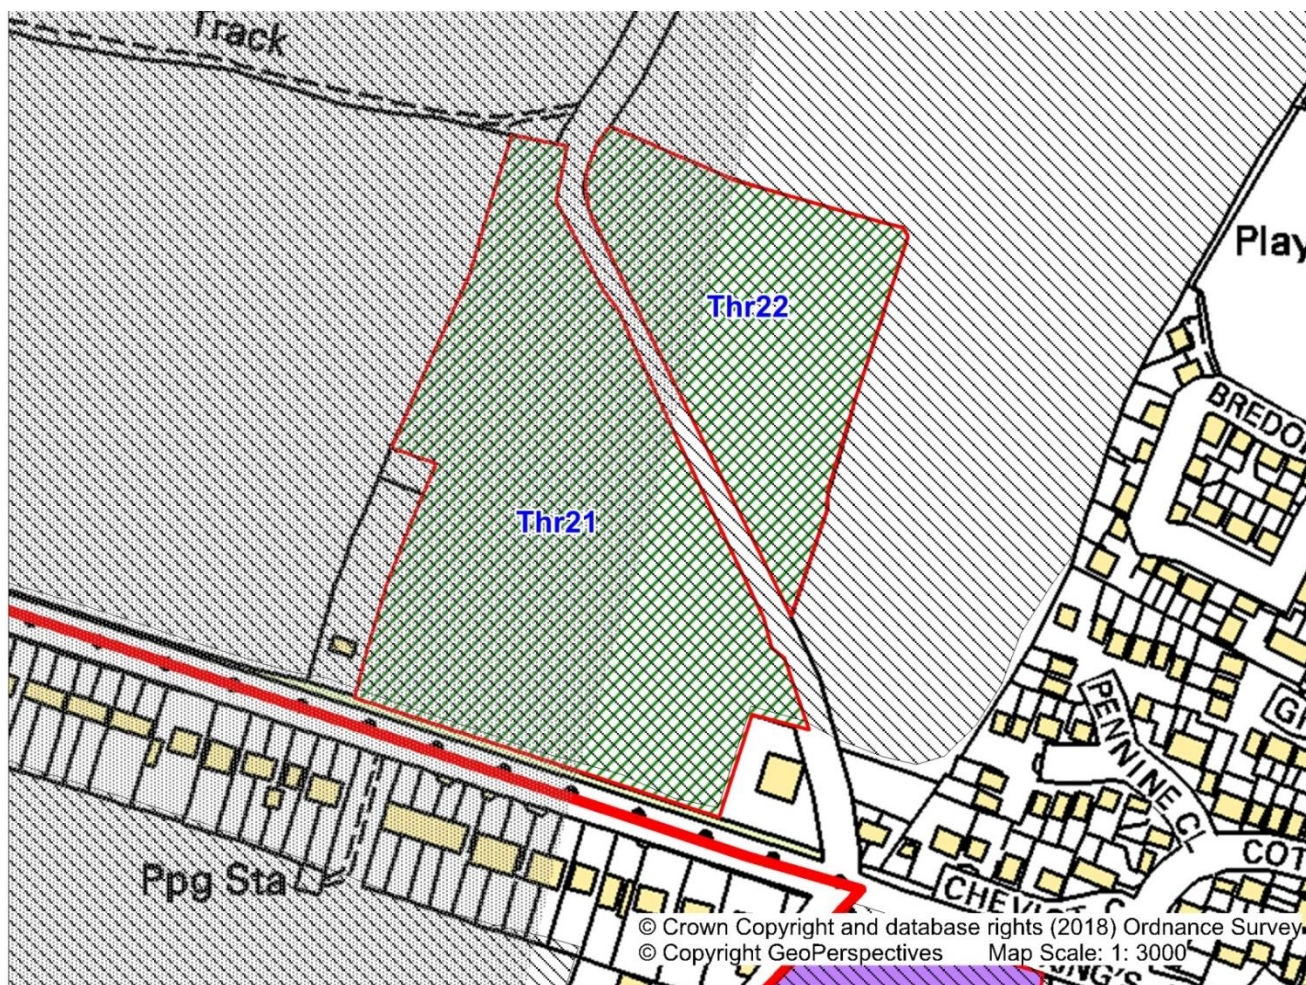 Track
Play
Thr22
BREDO
Thr21
PENNINE CL
COT
Ppg Sta
CHEVIOT C
© Crown Copyright and database rights (2018) Ordnance Survey
© Copyright GeoPerspectives Map Scale: 1: 3000